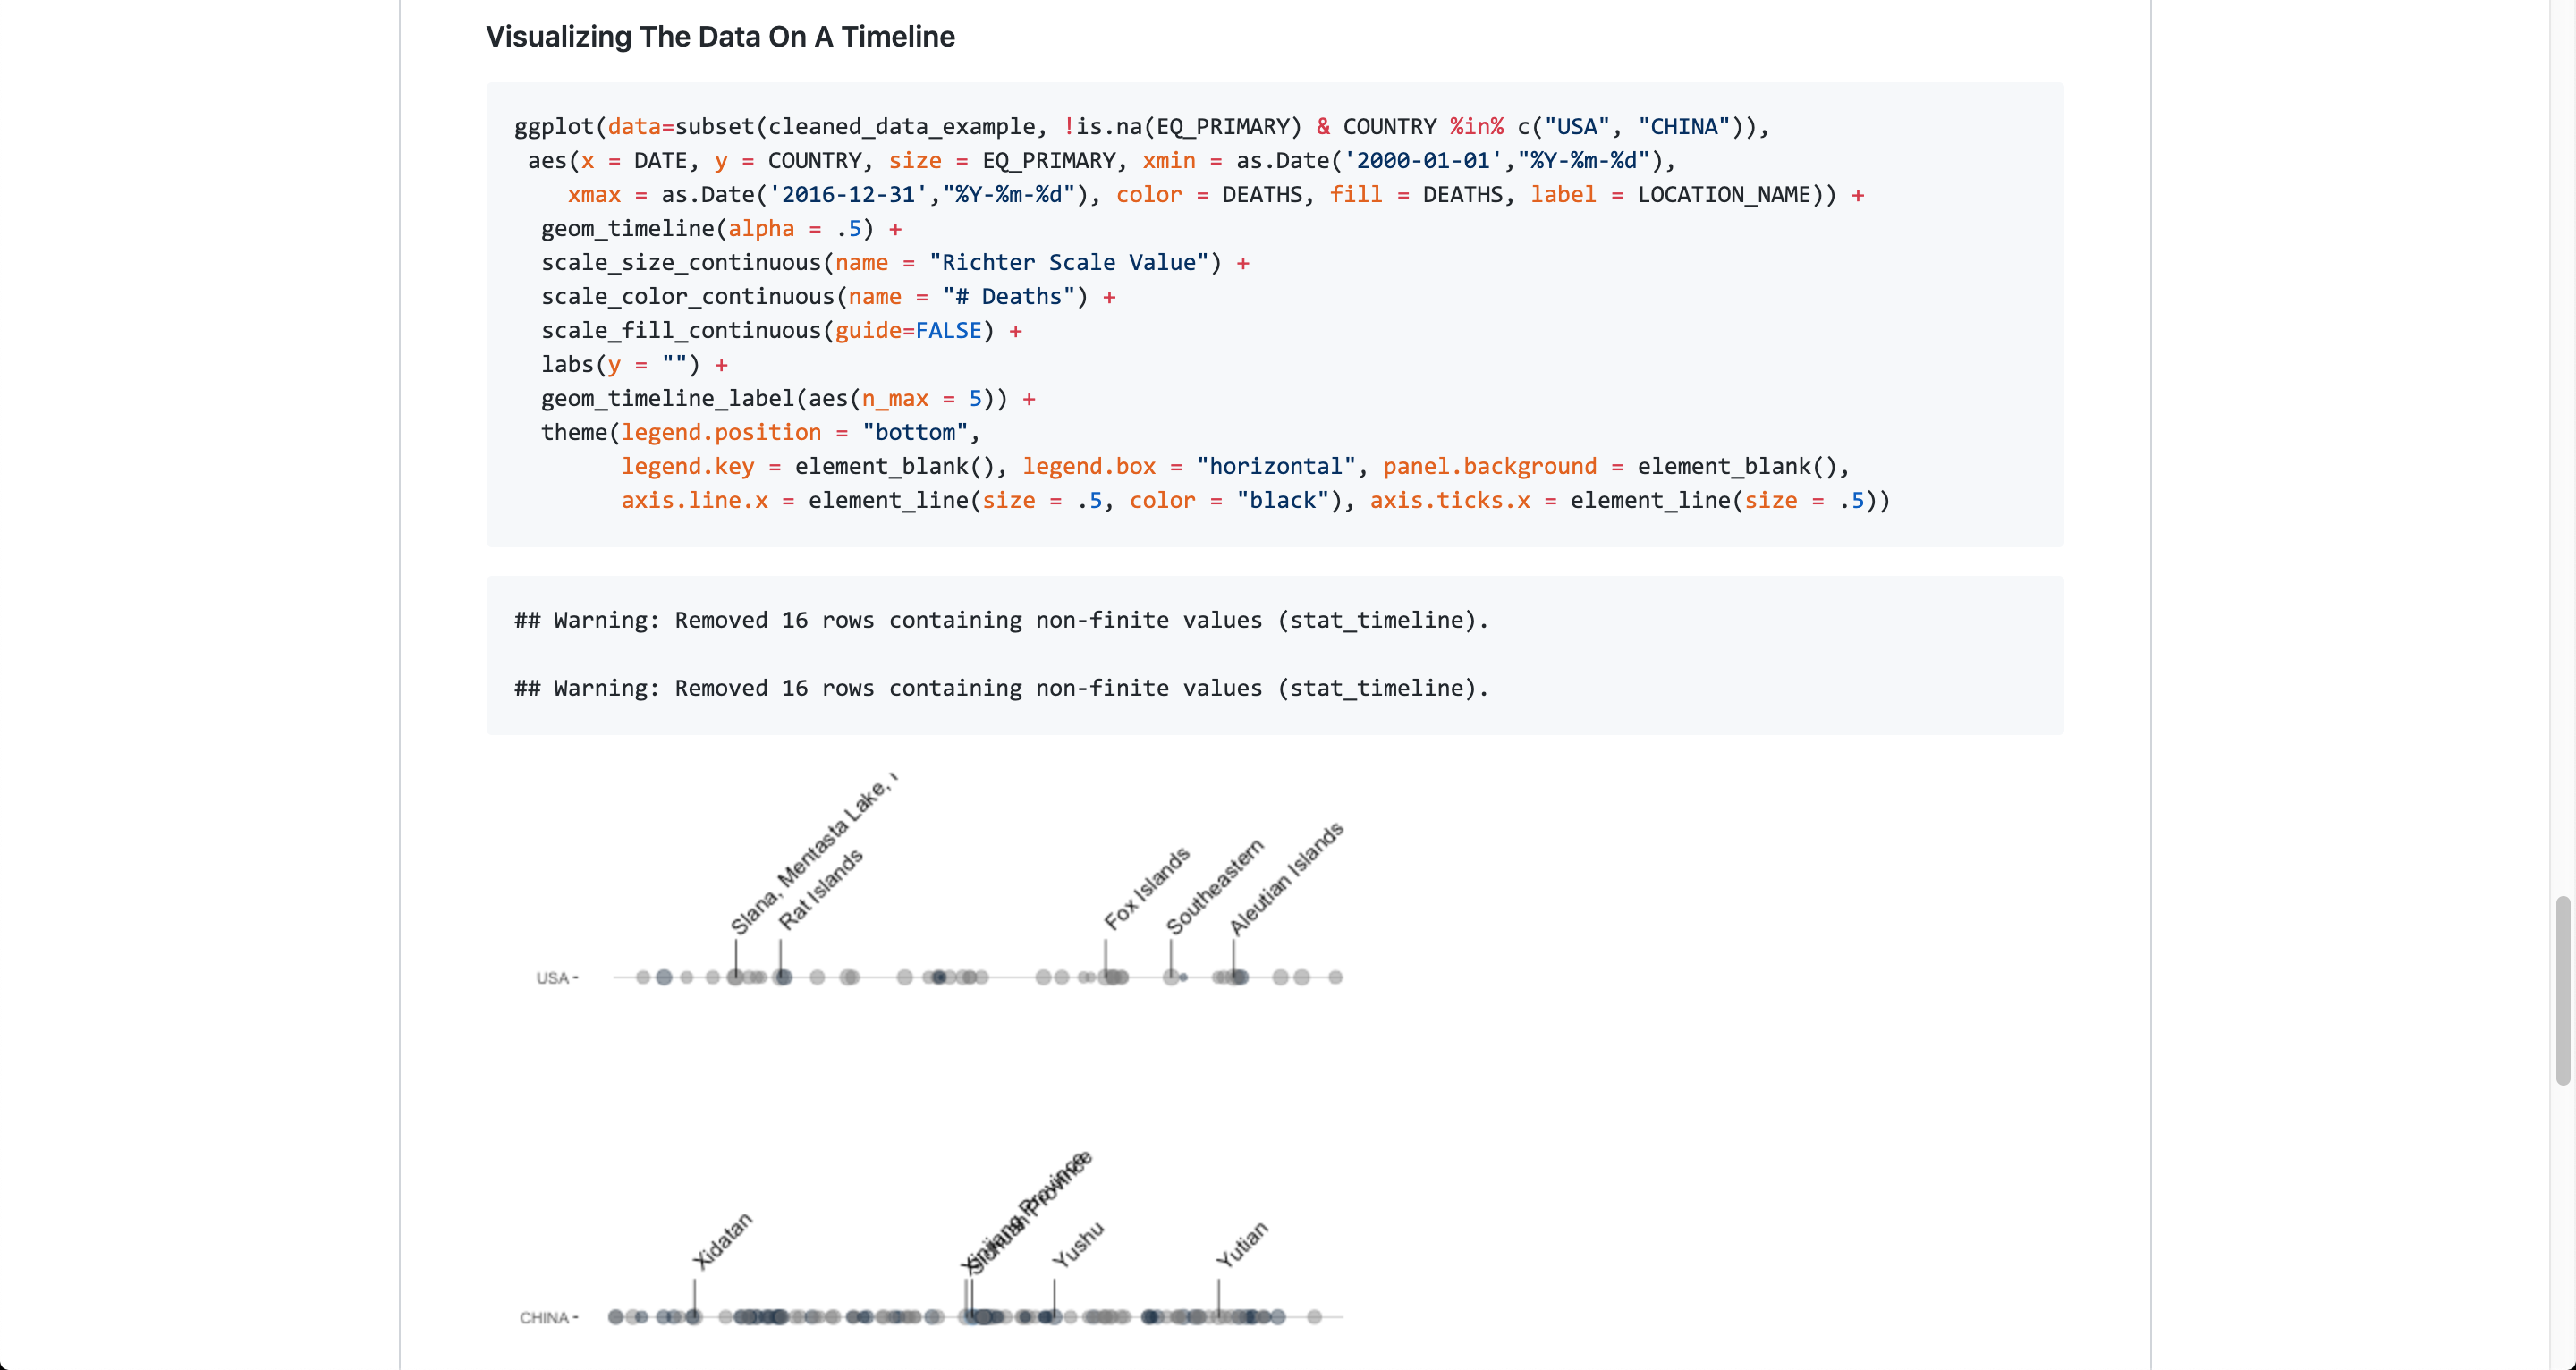 Visualizing The Data On A Timeline
ggplot(data=subset(cleaned_data_example, !is.na(EQ_PRIMARY) & COUNTRY %in% c("USA", "CHINA")),
 aes(x = DATE, y = COUNTRY, size = EQ_PRIMARY, xmin = as.Date('2000-01-01',"%Y-%m-%d"),
    xmax = as.Date('2016-12-31',"%Y-%m-%d"), color = DEATHS, fill = DEATHS, label = LOCATION_NAME)) +
  geom_timeline(alpha = .5) +
  scale_size_continuous(name = "Richter Scale Value") +
  scale_color_continuous(name = "# Deaths") +
  scale_fill_continuous(guide=FALSE) +
  labs(y = "") +
  geom_timeline_label(aes(n_max = 5)) +
  theme(legend.position = "bottom",
        legend.key = element_blank(), legend.box = "horizontal", panel.background = element_blank(),
        axis.line.x = element_line(size = .5, color = "black"), axis.ticks.x = element_line(size = .5))
## Warning: Removed 16 rows containing non-finite values (stat_timeline).
## Warning: Removed 16 rows containing non-finite values (stat_timeline).
Slana, Mentasta Lake,
Rat Islands
Fox Islands
Southeastern
Aleutian Islands
USA
Xidatan
Xinjiang Province
Sichuan Province
Yushu
Yutian
CHINA